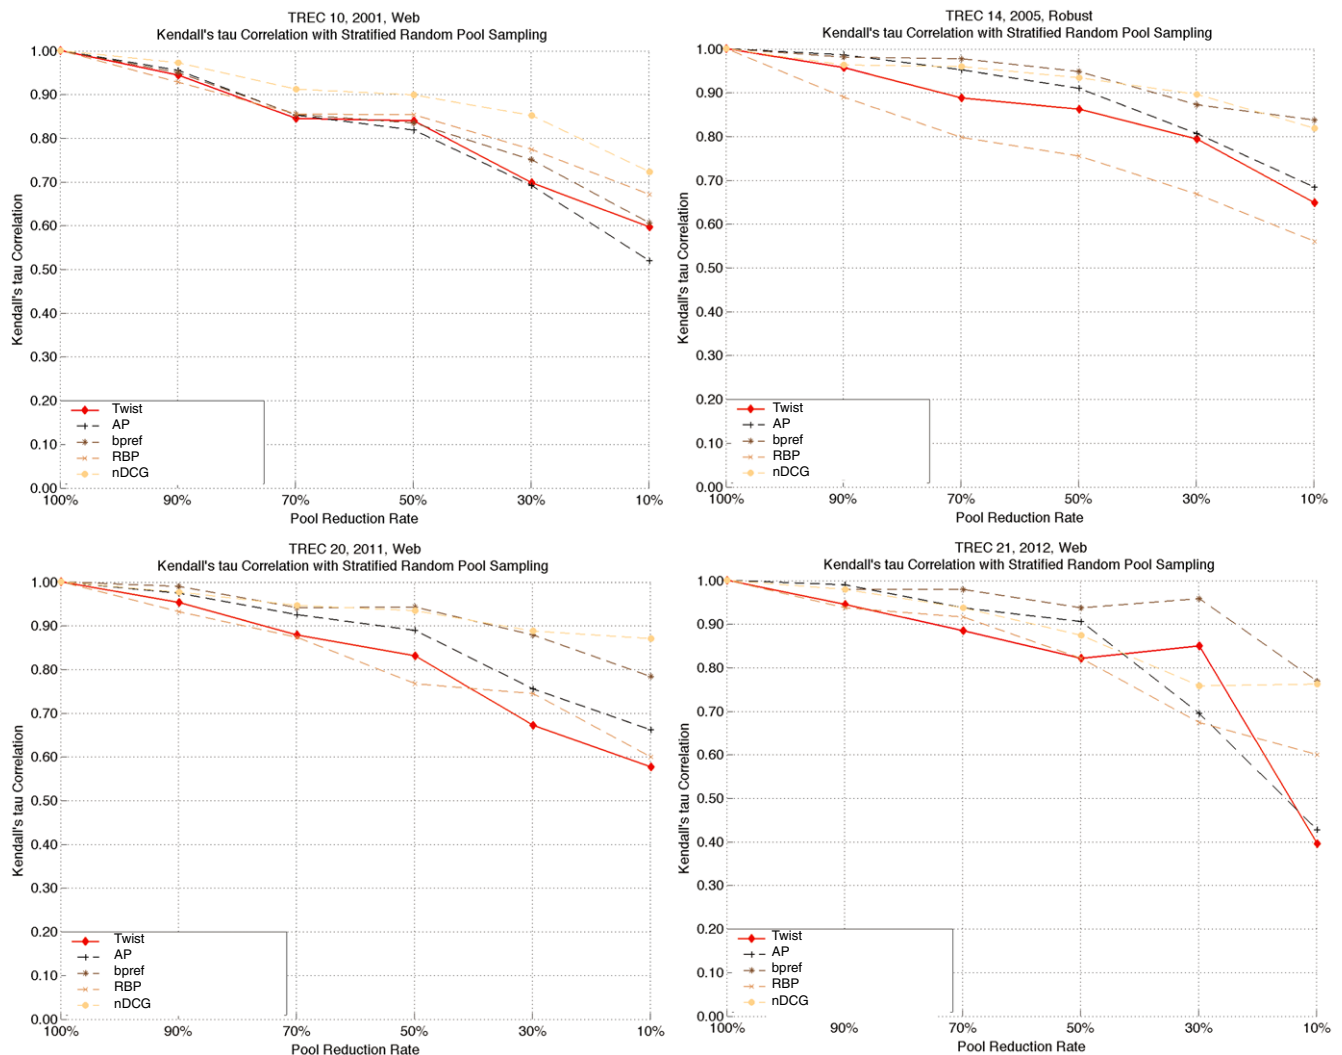 TREC 10, 2001, Web
Kendall's tau Correlation with Stratified Random Pool Sampling
Kendall's tau Correlation
1.00
0.90
0.80
0.70
0.60
0.50
0.40
0.30
0.20
0.10
0.00
Twist
AP
bpref
RBP
nDCG
100%
90%
70%
50%
30%
10%
Pool Reduction Rate
TREC 14, 2005, Robust
Kendall's tau Correlation with Stratified Random Pool Sampling
Kendall's tau Correlation
1.00
0.90
0.80
0.70
0.60
0.50
0.40
0.30
0.20
0.10
0.00
Twist
AP
bpref
RBP
nDCG
100%
90%
70%
50%
30%
10%
Pool Reduction Rate
TREC 20, 2011, Web
Kendall's tau Correlation with Stratified Random Pool Sampling
Kendall's tau Correlation
1.00
0.90
0.80
0.70
0.60
0.50
0.40
0.30
0.20
0.10
0.00
Twist
AP
bpref
RBP
nDCG
100%
90%
70%
50%
30%
10%
Pool Reduction Rate
TREC 21, 2012, Web
Kendall's tau Correlation with Stratified Random Pool Sampling
Kendall's tau Correlation
1.00
0.90
0.80
0.70
0.60
0.50
0.40
0.30
0.20
0.10
0.00
Twist
AP
bpref
RBP
nDCG
100%
90%
70%
50%
30%
10%
Pool Reduction Rate